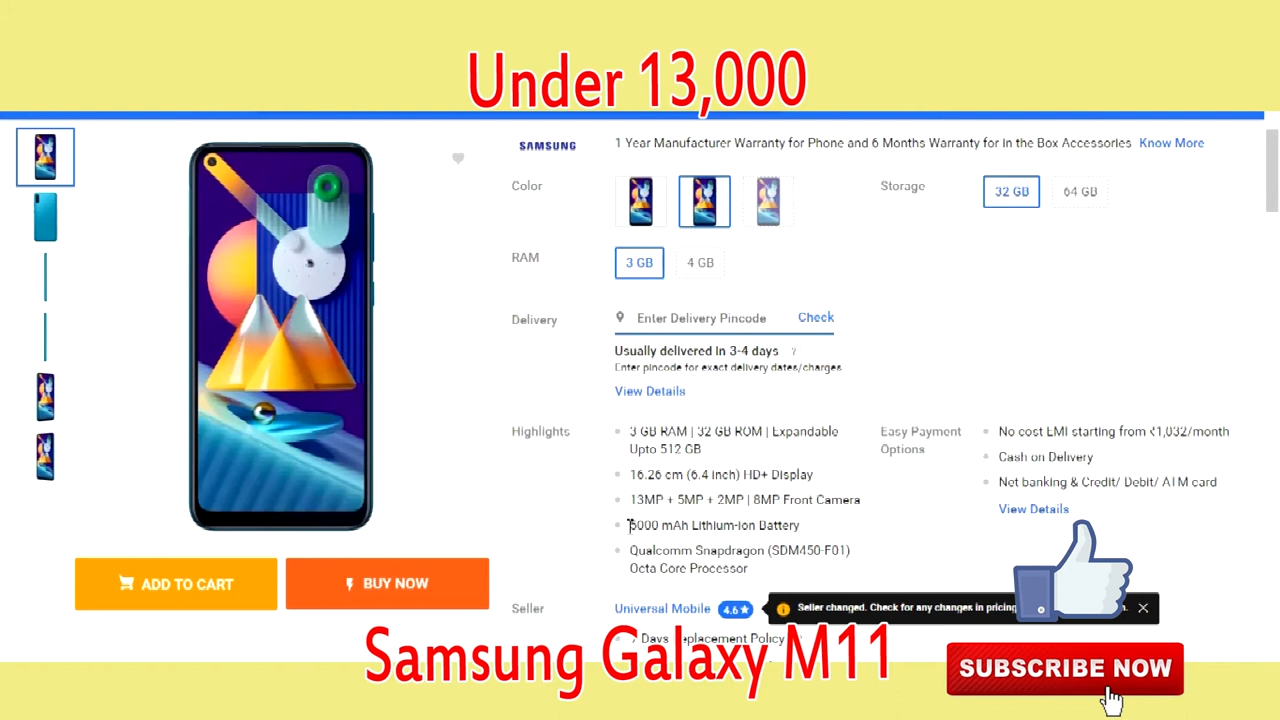 Under 13,000
SAMSUNG
1 Year Manufacturer Warranty for Phone and 6 Months Warranty for In the Box Accessories Know More
Color
Storage
32 GB
64 GB
RAM
3 GB
4 GB
Delivery
Enter Delivery Pincode
Check
Usually delivered in 3-4 days ?
Enter pincode for exact delivery dates/charges
View Details
Highlights
3 GB RAM | 32 GB ROM | Expandable
Upto 512 GB
16.26 cm (6.4 inch) HD+ Display
13MP + 5MP + 2MP | 8MP Front Camera
5000 mAh Lithium-ion Battery
Qualcomm Snapdragon (SDM450-F01)
Octa Core Processor
Easy Payment
Options
No cost EMI starting from ₹1,032/month
Cash on Delivery
Net banking & Credit/ Debit/ ATM card
View Details
ADD TO CART
BUY NOW
Seller
Universal Mobile
4.6★
Seller changed. Check for any changes in pricing
7 Days Replacement Policy
Samsung Galaxy M11
SUBSCRIBE NOW